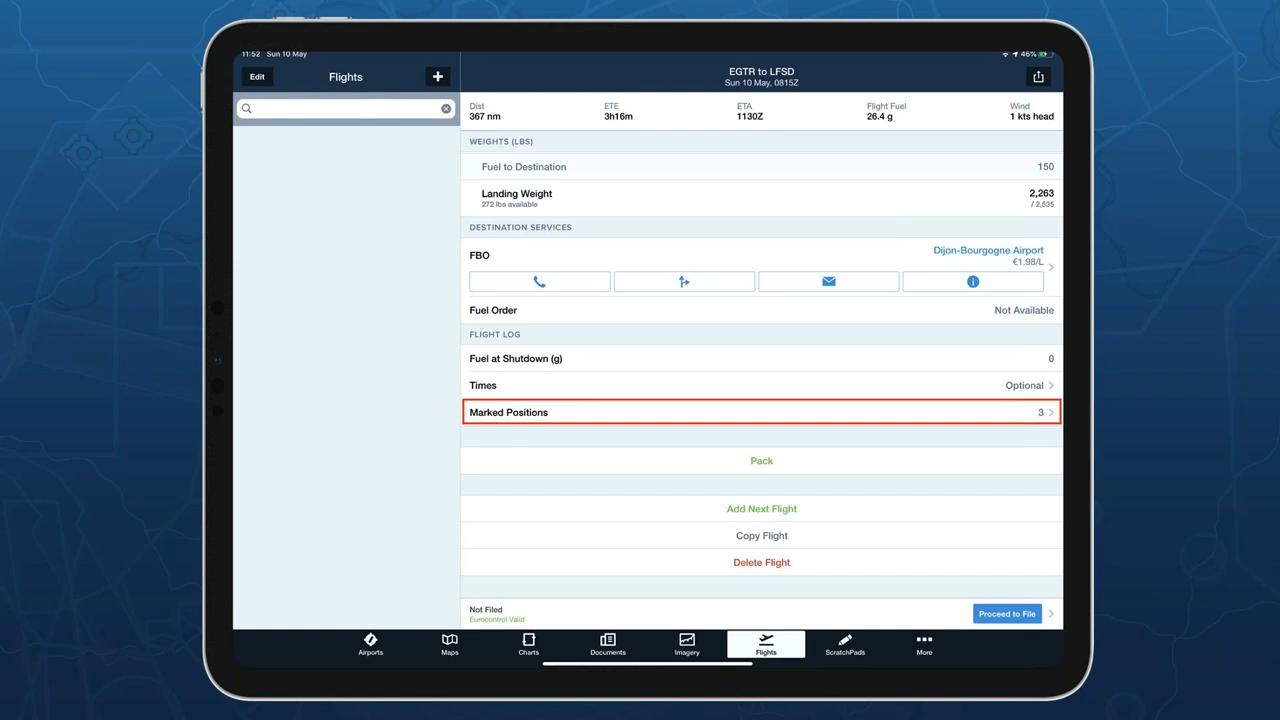 11:52 Sun 10 May
46%
Edit
Flights
EGTR to LFSD
Sun 10 May, 0815Z
Dist
367 nm
ETE
3h16m
ETA
1130Z
Flight Fuel
26.4 g
Wind
1 kts head
WEIGHTS (LBS)
Fuel to Destination
150
Landing Weight
2,263
272 lbs available
/ 2,535
DESTINATION SERVICES
FBO
Dijon-Bourgogne Airport
€1.98/L
Fuel Order
Not Available
FLIGHT LOG
Fuel at Shutdown (g)
0
Times
Optional
Marked Positions
3
Pack
Add Next Flight
Copy Flight
Delete Flight
Not Filed
Eurocontrol Valid
Proceed to File
Airports
Maps
Charts
Documents
Imagery
Flights
ScratchPads
More